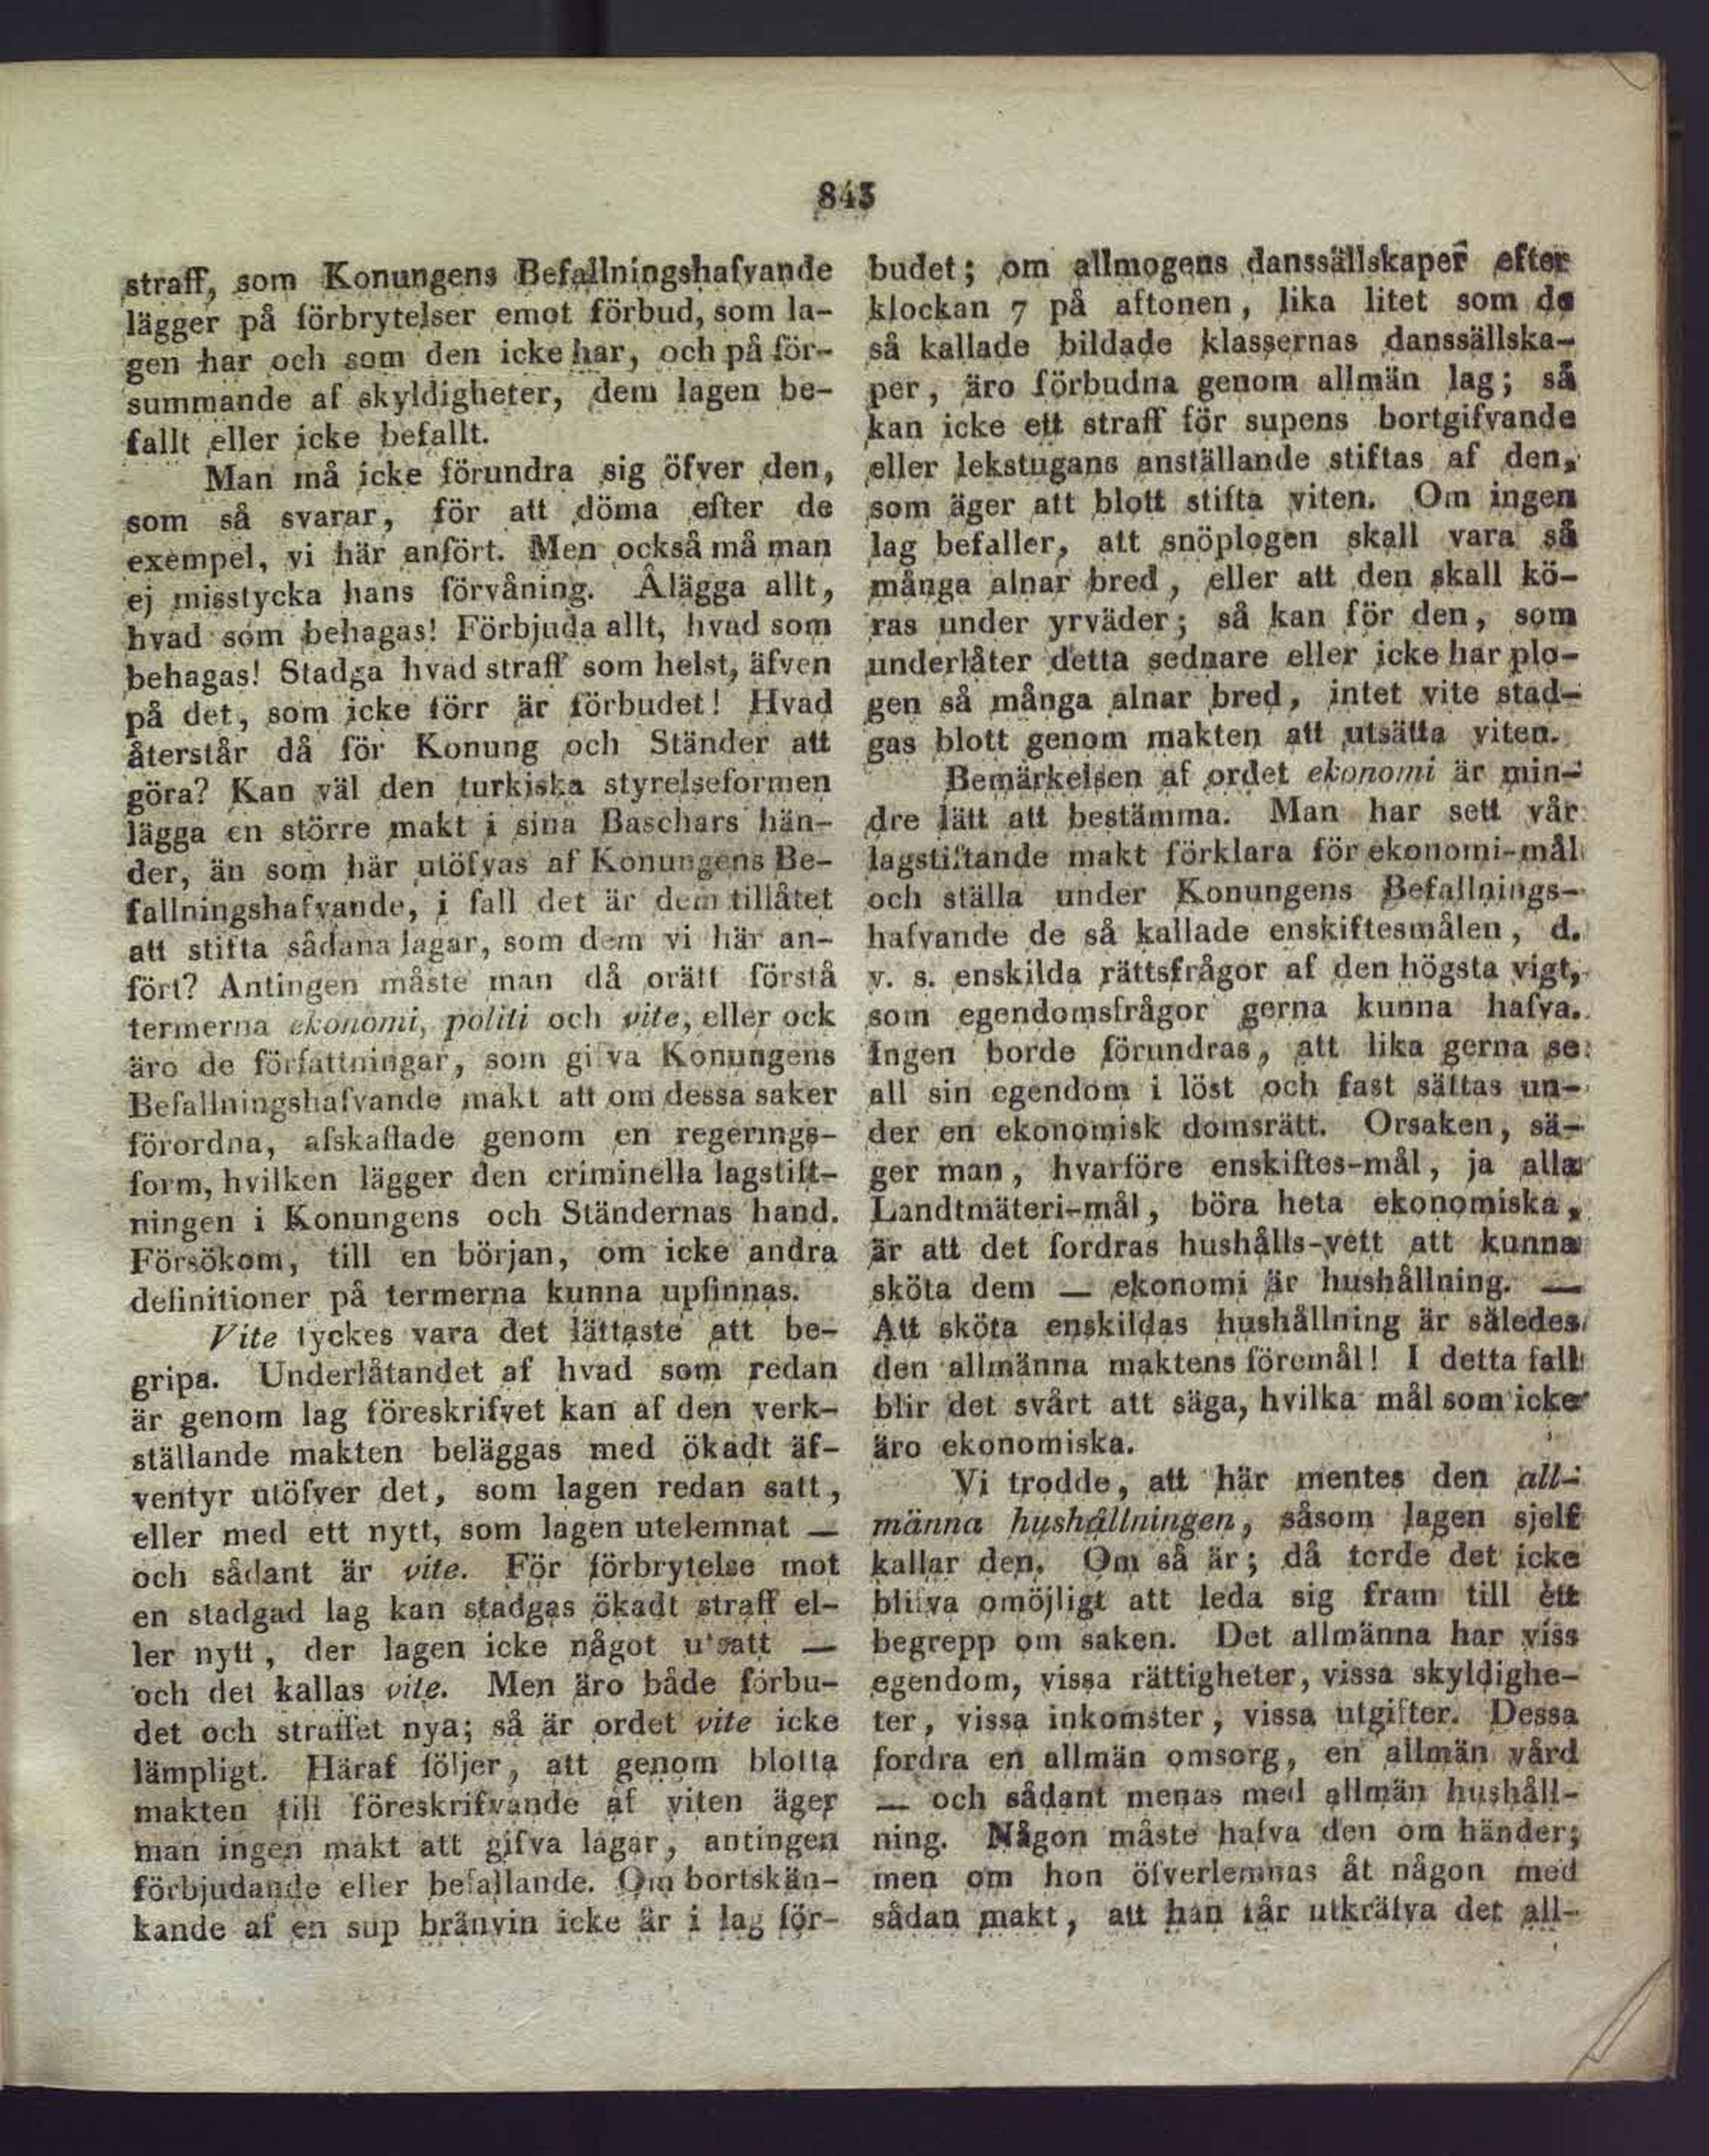 843
straff, som Konungens Befallningshafvande
lägger på förbrytelser emot förbud, som la-
gen har och som den icke har, och på för-
summande af skyldigheter, dem lagen be-
fallt eller icke befallt.
Man må icke förundra sig öfver den,
som så svarar, för att döma efter de
exempel, vi här anfört. Men också må man
ej misstycka hans förvåning. Ålägga allt,
hvad som behagas! Förbjuda allt, hvad som
behagas! Stadga hvad straff som helst, äfven
på det, som icke förr är förbudet! Hvad
återstår då för Konung och Ständer att
göra? Kan väl den turkiska styrelseformen
lägga en större makt i sina Baschars hän-
der, än som här utöfvas af Konungens Be-
fallningshafvande, i fall det är dem tillåtet
att stifta sådana lagar, som dem vi här an-
fört? Antingen måste man då orätt förstå
termerna ekonomi, politi och vite, eller ock
äro de författningar, som gifva Konungens
Befallningshafvande makt att om dessa saker
förordna, afskaffade genom en regerings-
form, hvilken lägger den criminella lagstift-
ningen i Konungens och Ständernas hand.
Försökom, till en början, om icke andra
definitioner på termerna kunna upfinnas.
Vite tyckes vara det lättaste att be-
gripa. Underlåtandet af hvad som redan
är genom lag föreskrifvet kan af den verk-
ställande makten beläggas med ökadt äf-
ventyr utöfver det, som lagen redan satt,
eller med ett nytt, som lagen utelemnat —
och sådant är vite. För förbrytelse mot
en stadgad lag kan stadgas ökadt straff el-
ler nytt, der lagen icke något utsatt —
och det kallas vite. Men äro både förbu-
det och straffet nya; så är ordet vite icke
lämpligt. Häraf följer, att genom blotta
makten till föreskrifvande af viten äger
man ingen makt att gifva lagar, antingen
förbjudande eller befallande. Om bortskän-
kande af en sup bränvin icke är i lag för-
budet; om allmogens danssällskaper efter
klockan 7 på aftonen, lika litet som de
så kallade bildade klassernas danssällska-
per, äro förbudna genom allmän lag; så
kan icke ett straff för supens bortgifvande
eller lekstugans anställande stiftas af den,
som äger att blott stifta viten. Om ingen
lag befaller, att snöplogen skall vara så
många alnar bred, eller att den skall kö-
ras under yrväder; så kan för den, som
underlåter detta sednare eller icke har plo-
gen så många alnar bred, intet vite stad-
gas blott genom makten att utsätta viten.
Bemärkelsen af ordet ekonomi är min-
dre lätt att bestämma. Man har sett vår
lagstiftande makt förklara för ekonomi-mål
och ställa under Konungens Befallnings-
hafvande de så kallade enskiftesmålen, d.
v. s. enskilda rättsfrågor af den högsta vigt,
som egendomsfrågor gerna kunna hafva.
Ingen borde förundras, att lika gerna se
all sin egendom i löst och fast sättas un-
der en ekonomisk domsrätt. Orsaken, sä-
ger man, hvarföre enskiftes-mål, ja alla
Landtmäteri-mål, böra heta ekonomiska,
är att det fordras hushålls-vett att kunna
sköta dem — ekonomi är hushållning. —
Att sköta enskildas hushållning är således
den allmänna maktens föremål! I detta fall
blir det svårt att säga, hvilka mål som icke
äro ekonomiska.
Vi trodde, att här mentes den all-
männa hushållningen, såsom lagen sjelf
kallar den. Om så är; då torde det icke
blifva omöjligt att leda sig fram till ett
begrepp om saken. Det allmänna har viss
egendom, vissa rättigheter, vissa skyldighe-
ter, vissa inkomster, vissa utgifter. Dessa
fordra en allmän omsorg, en allmän vård
— och sådant menas med allmän hushåll-
ning. Någon måste hafva den om händer;
men om hon öfverlemnas åt någon med
sådan makt, att han får utkräfva det all-